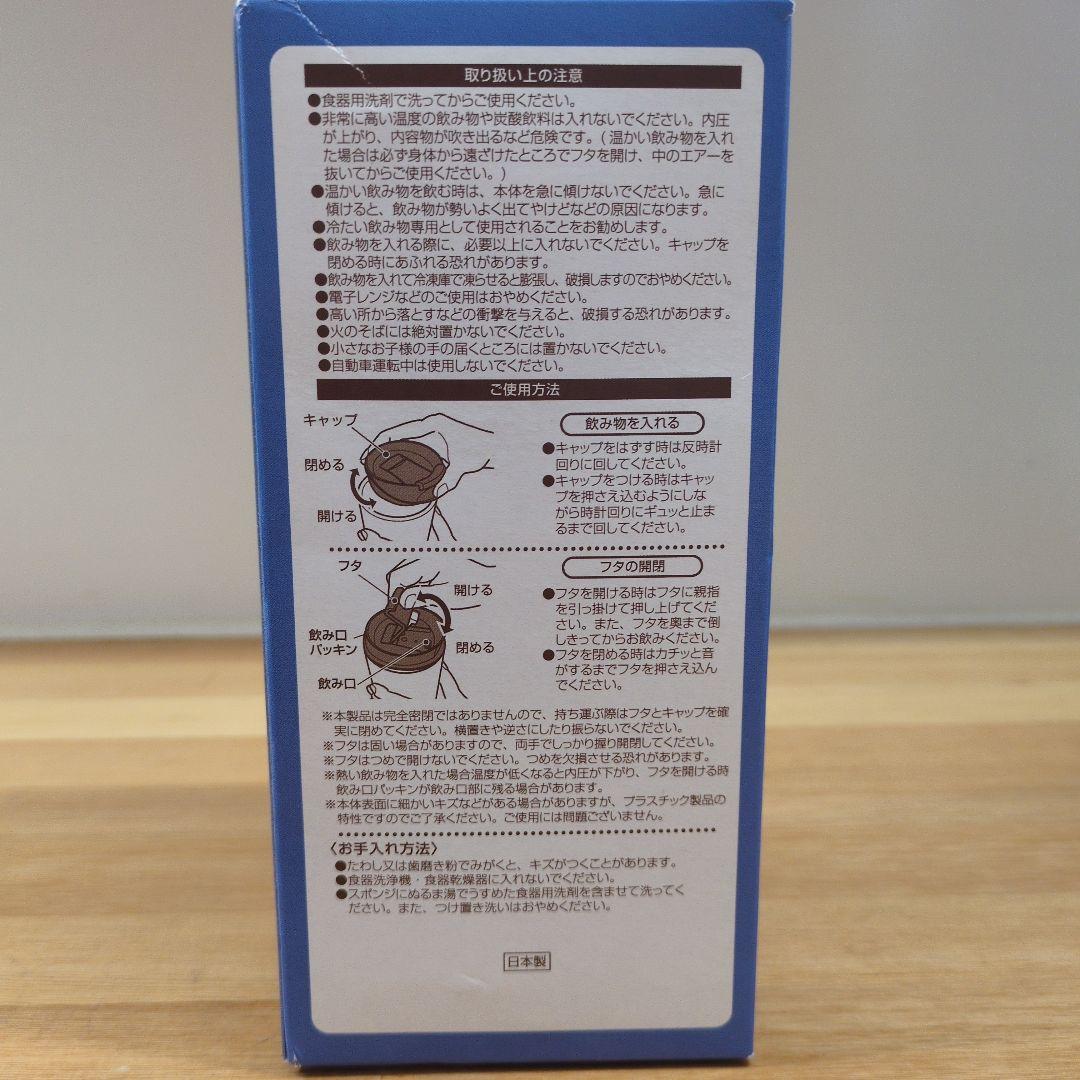 取り扱い上の注意
●食器用洗剤で洗ってからご使用ください。
●非常に高い温度の飲み物や炭酸飲料は入れないでください。内圧
が上がり、内容物が吹き出るなど危険です。(温かい飲み物を入れ
た場合は必ず身体から遠ざけたところでフタを開け、中のエアーを
抜いてからご使用ください。)
●温かい飲み物を飲む時は、本体を急に傾けないでください。急に
傾けると、飲み物が勢いよく出てやけどなどの原因になります。
●冷たい飲み物専用として使用されることをお勧めします。
●飲み物を入れる際に、必要以上に入れないでください。キャップを
閉める時にあふれる恐れがあります。
●飲み物を入れて冷凍庫で凍らせると膨張し、破損しますのでおやめください。
●電子レンジなどのご使用はおやめください。
●高い所から落とすなどの衝撃を与えると、破損する恐れがあります。
●火のそばには絶対置かないでください。
●小さなお子様の手の届くところには置かないでください。
●自動車運転中は使用しないでください。
ご使用方法
キャップ
閉める
開ける
飲み物を入れる
●キャップをはずす時は反時計
回りに回してください。
●キャップをつける時はキャッ
プを押さえ込むようにしな
がら時計回りにギュッと止ま
るまで回してください。
フタ
開ける
飲み口
パッキン
閉める
飲み口
フタの開閉
●フタを開ける時はフタに親指
を引っ掛けて押し上げてくだ
さい。また、フタを奥まで倒
しきってからお飲みください。
●フタを閉める時はカチッと音
がするまでフタを押さえ込ん
でください。
※本製品は完全密閉ではありませんので、持ち運ぶ際はフタとキャップを確
実に閉めてください。横置きや逆さにしたり振らないでください。
※フタは固い場合がありますので、両手でしっかり握り開閉してください。
※フタはつめで開けないでください。つめを欠損させる恐れがあります。
※熱い飲み物を入れた場合温度が低くなると内圧が下がり、フタを開ける時
飲み口パッキンが飲み口部に残る場合があります。
※本体表面に細かいキズなどがある場合がありますが、プラスチック製品の
特性ですのでご了承ください。ご使用には問題ございません。
〈お手入れ方法〉
●たわし又は歯磨き粉でみがくと、キズがつくことがあります。
●食器洗浄機・食器乾燥器に入れないでください。
●スポンジにぬるま湯でうすめた食器用洗剤を含ませて洗ってく
ださい。また、つけ置き洗いはおやめください。
日本製